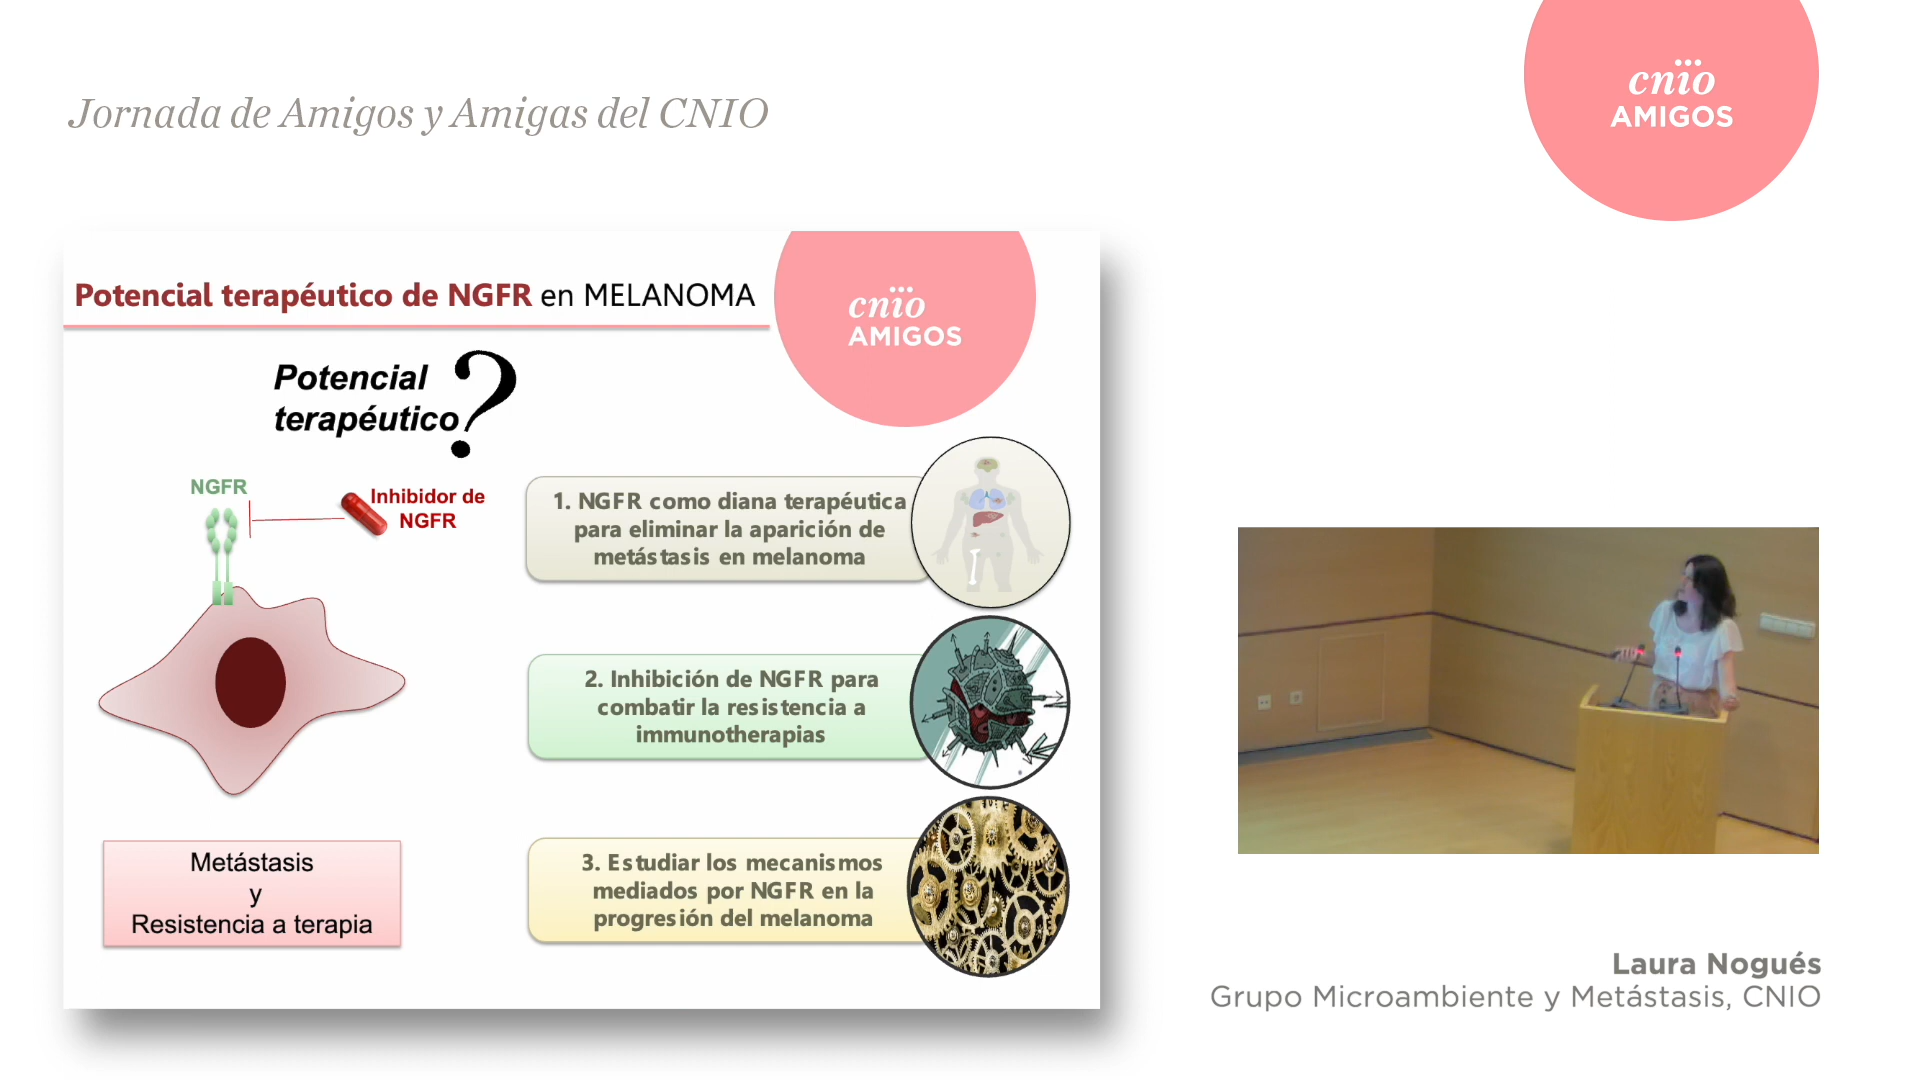 Jornada de Amigos y Amigas del CNIO
cnio
AMIGOS
Potencial terapéutico de NGFR en MELANOMA
cnio
AMIGOS
Potencial
terapéutico?
NGFR
Inhibidor de
NGFR
1. NGFR como diana terapéutica
para eliminar la aparición de
metástasis en melanoma
2. Inhibición de NGFR para
combatir la resistencia a
immunotherapias
3. Estudiar los mecanismos
mediados por NGFR en la
progresión del melanoma
Metástasis
y
Resistencia a terapia
Laura Nogués
Grupo Microambiente y Metástasis, CNIO